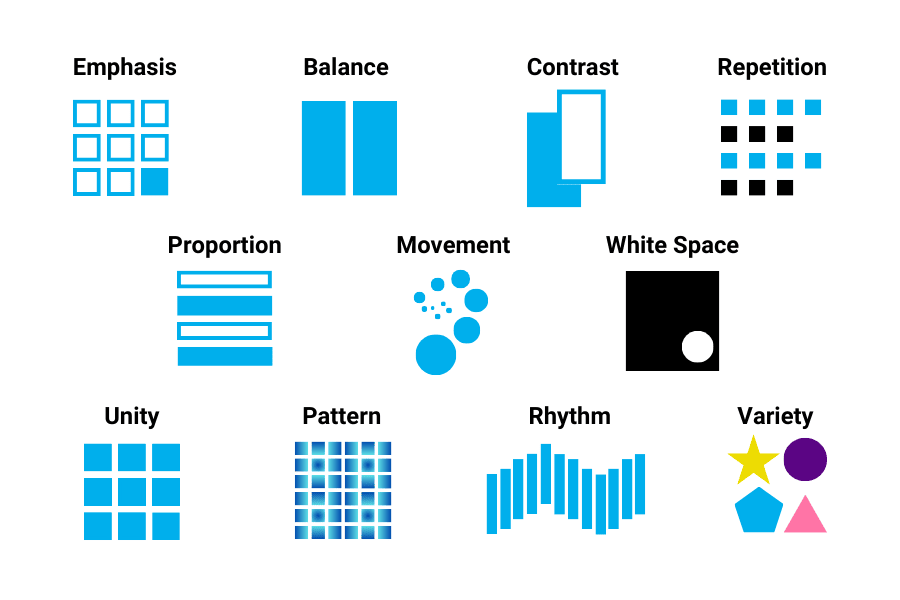 Emphasis
Balance
Contrast
Repetition
Proportion
Movement
White Space
Unity
Pattern
Rhythm
Variety